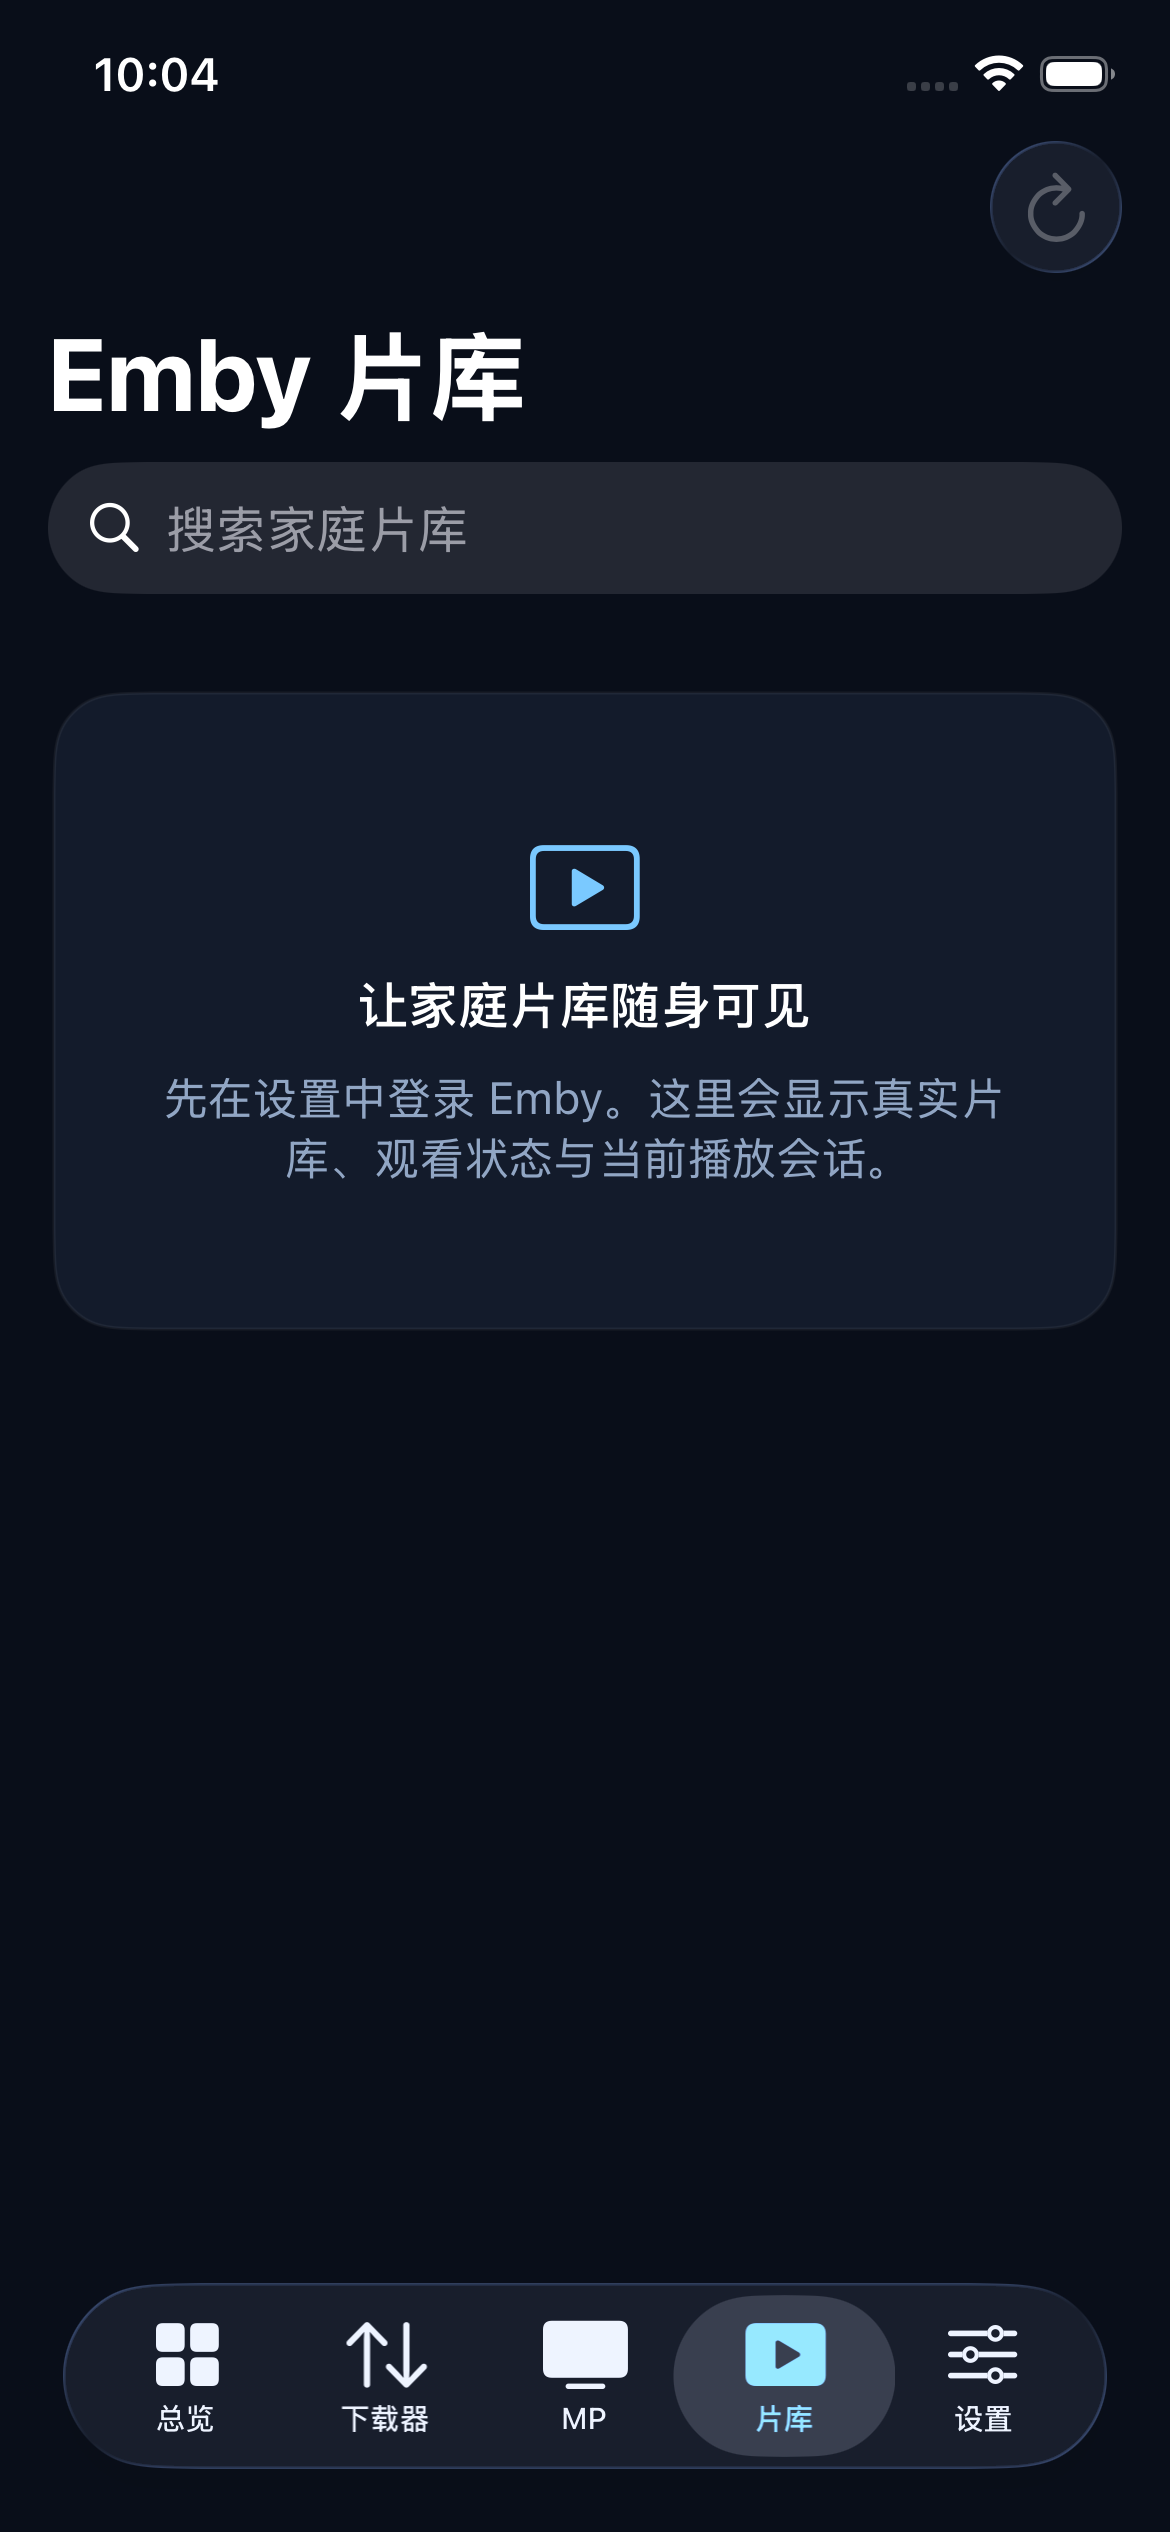 10:04
Emby 片库
搜索家庭片库
让家庭片库随身可见
先在设置中登录 Emby。这里会显示真实片
库、观看状态与当前播放会话。
总览
下载器
MP
片库
设置